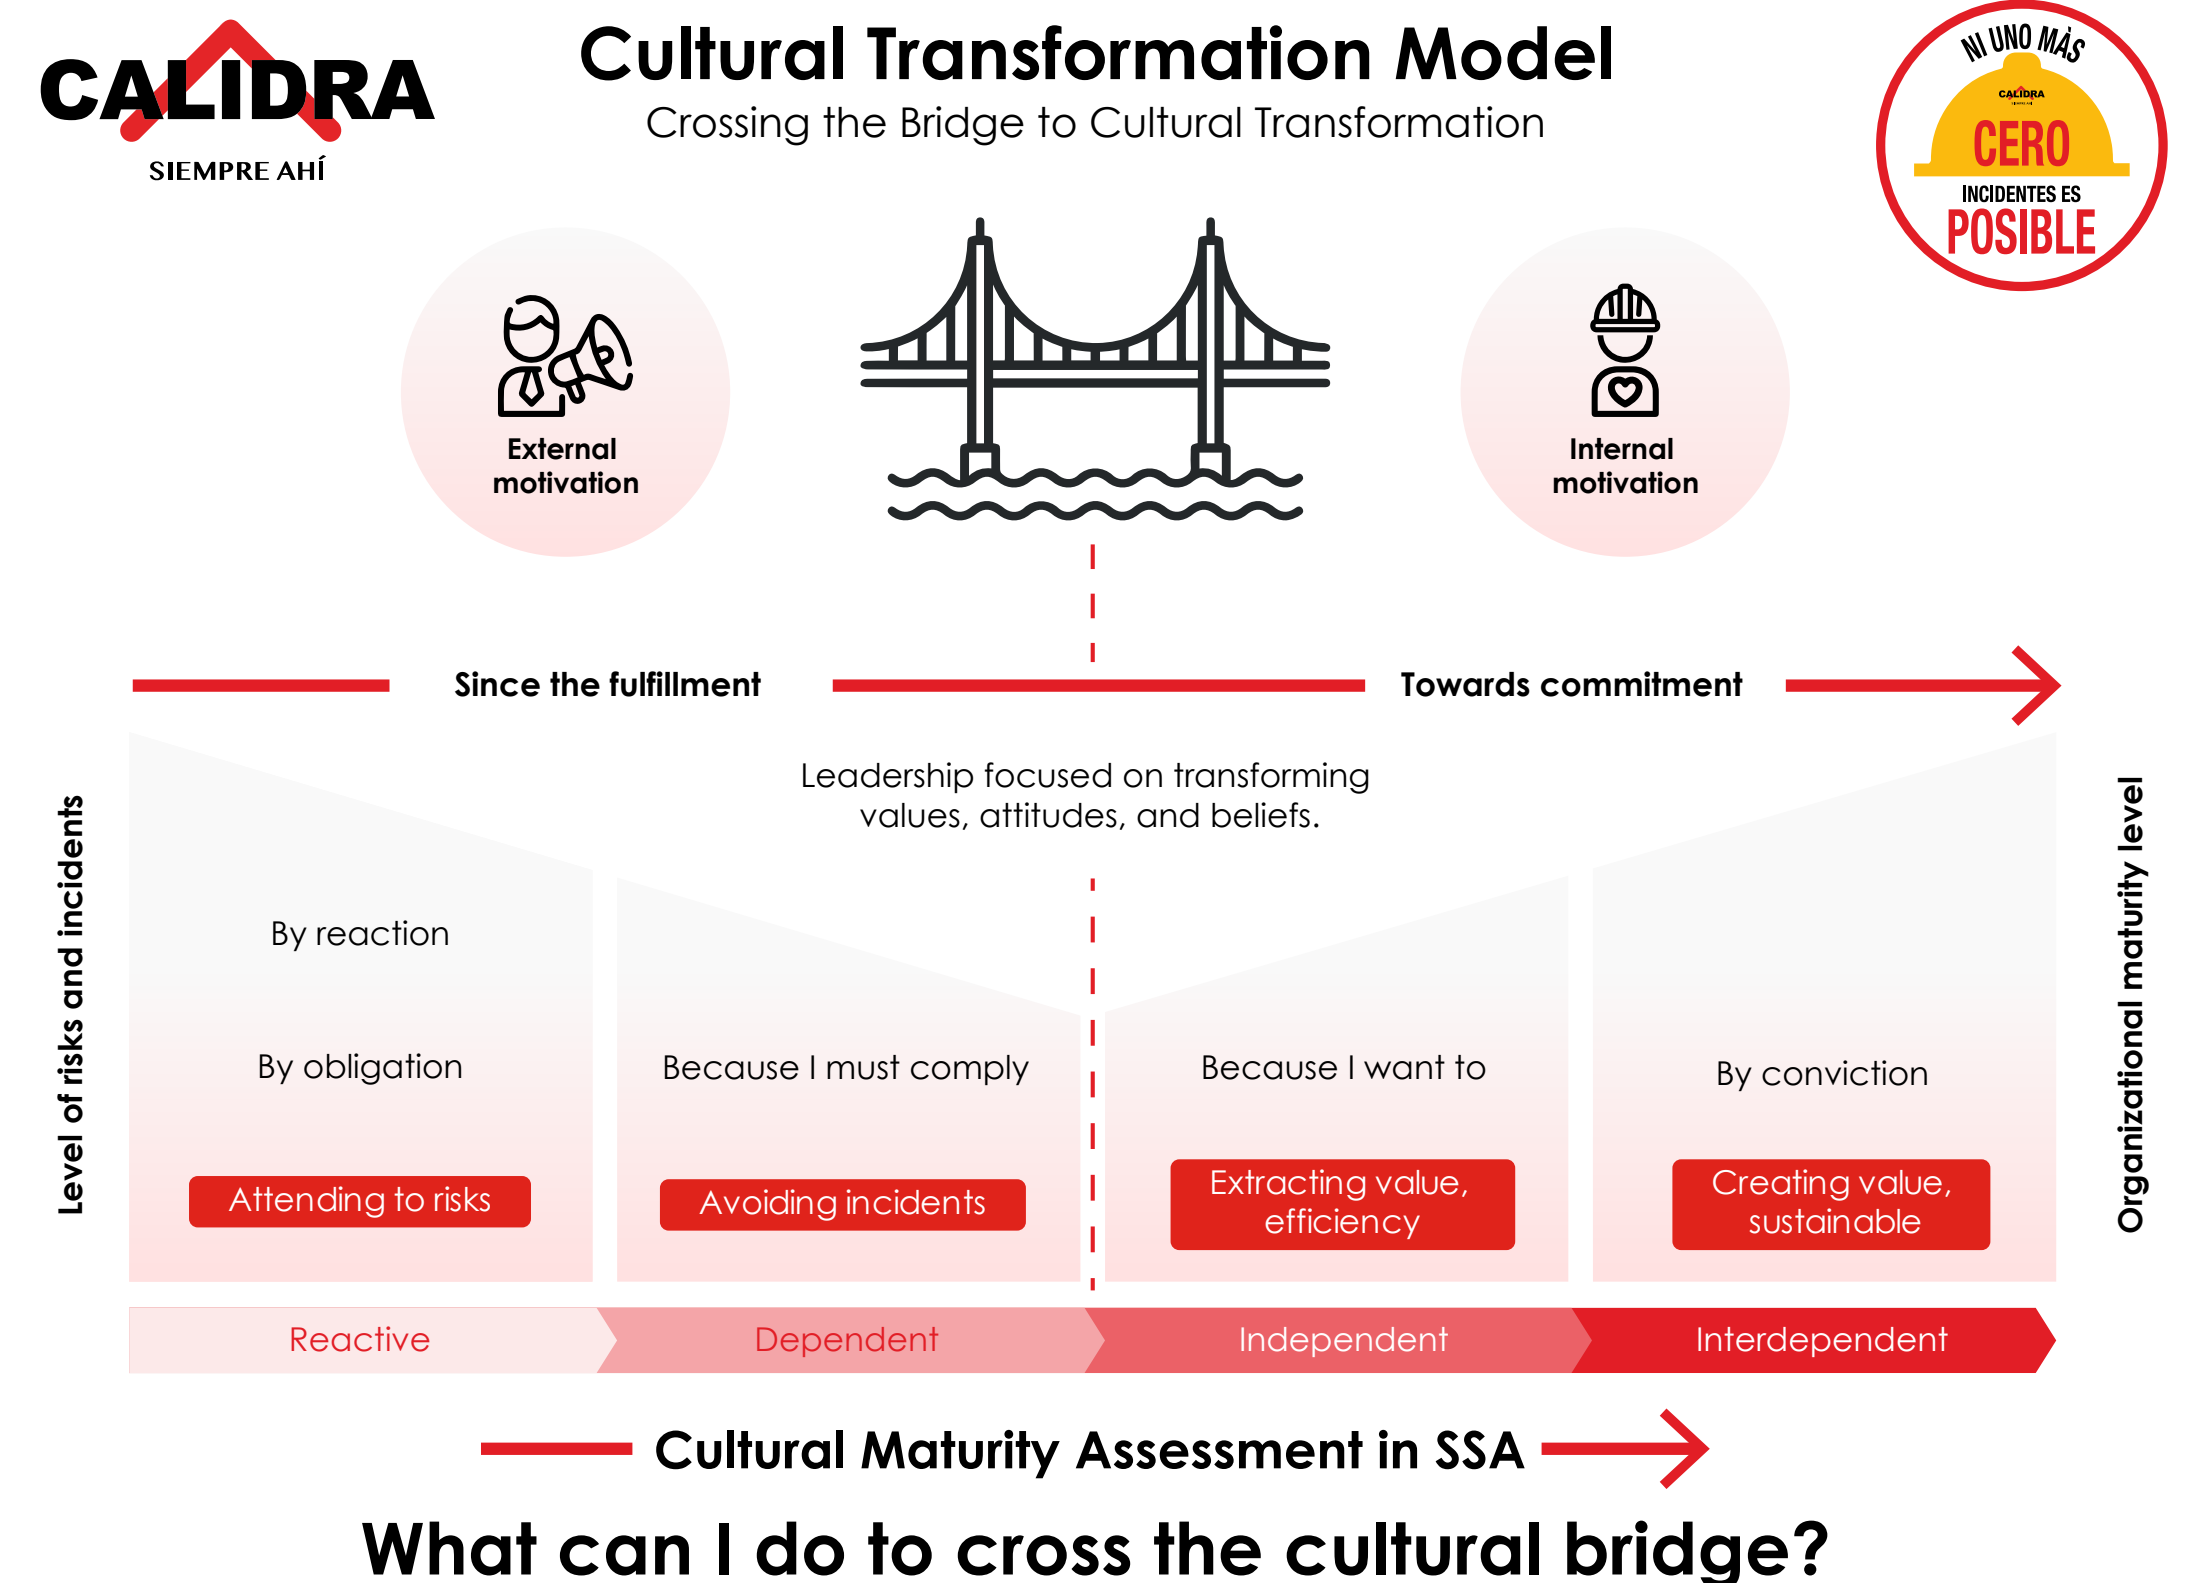 CALIDRA
SIEMPRE AHÍ
Cultural Transformation Model
Crossing the Bridge to Cultural Transformation
NI UNO MÀS
CALIDRA
CERO
INCIDENTES ES
POSIBLE
External
motivation
Internal
motivation
Since the fulfillment
Towards commitment
Leadership focused on transforming
values, attitudes, and beliefs.
Level of risks and incidents
Organizational maturity level
By reaction
By obligation
Attending to risks
Because I must comply
Avoiding incidents
Because I want to
Extracting value,
efficiency
By conviction
Creating value,
sustainable
Reactive
Dependent
Independent
Interdependent
Cultural Maturity Assessment in SSA
What can I do to cross the cultural bridge?